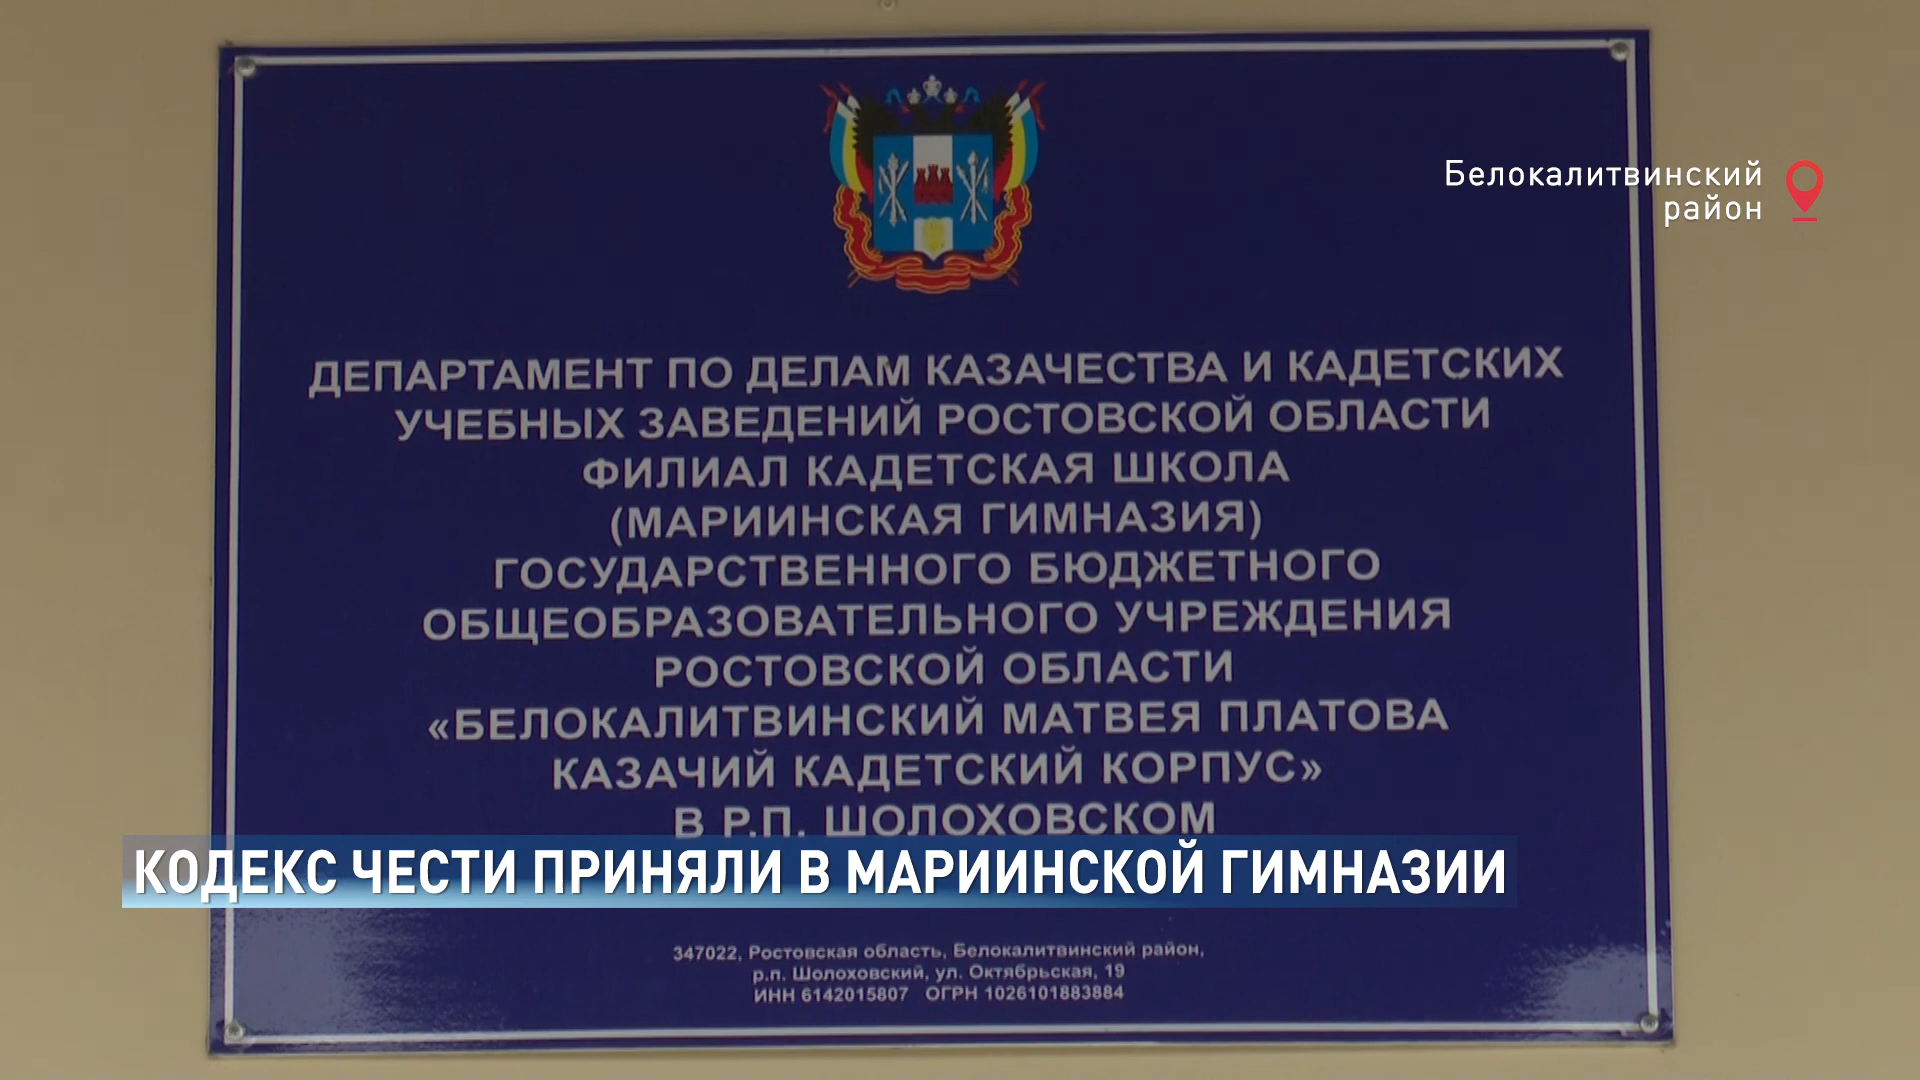 Белокалитвинский
район
ДЕПАРТАМЕНТ ПО ДЕЛАМ КАЗАЧЕСТВА И КАДЕТСКИХ
УЧЕБНЫХ ЗАВЕДЕНИЙ РОСТОВСКОЙ ОБЛАСТИ
ФИЛИАЛ КАДЕТСКАЯ ШКОЛА
(МАРИИНСКАЯ ГИМНАЗИЯ)
ГОСУДАРСТВЕННОГО БЮДЖЕТНОГО
ОБЩЕОБРАЗОВАТЕЛЬНОГО УЧРЕЖДЕНИЯ
РОСТОВСКОЙ ОБЛАСТИ
«БЕЛОКАЛИТВИНСКИЙ МАТВЕЯ ПЛАТОВА
КАЗАЧИЙ КАДЕТСКИЙ КОРПУС»
В Р.П. ШОЛОХОВСКОМ
КОДЕКС ЧЕСТИ ПРИНЯЛИ В МАРИИНСКОЙ ГИМНАЗИИ
347022, Ростовская область, Белокалитвинский район,
р.п. Шолоховский, ул. Октябрьская, 19
ИНН 6142015807 ОГРН 1026101883884